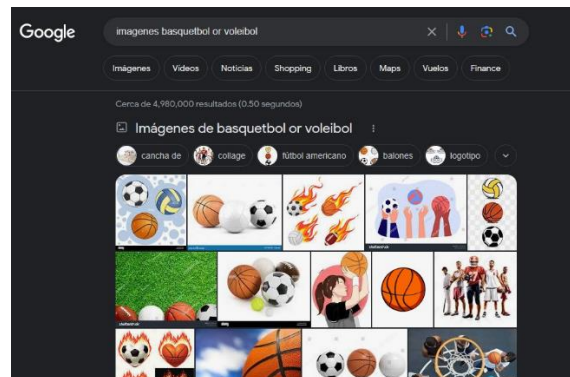 Google
imagenes basquetbol or voleibol
Imágenes Videos Noticias Shopping Libros Maps Vuelos Finance
Cerca de 4,980,000 resultados (0.50 segundos)
Imágenes de basquetbol or voleibol
cancha de collage fútbol americano balones logotipo